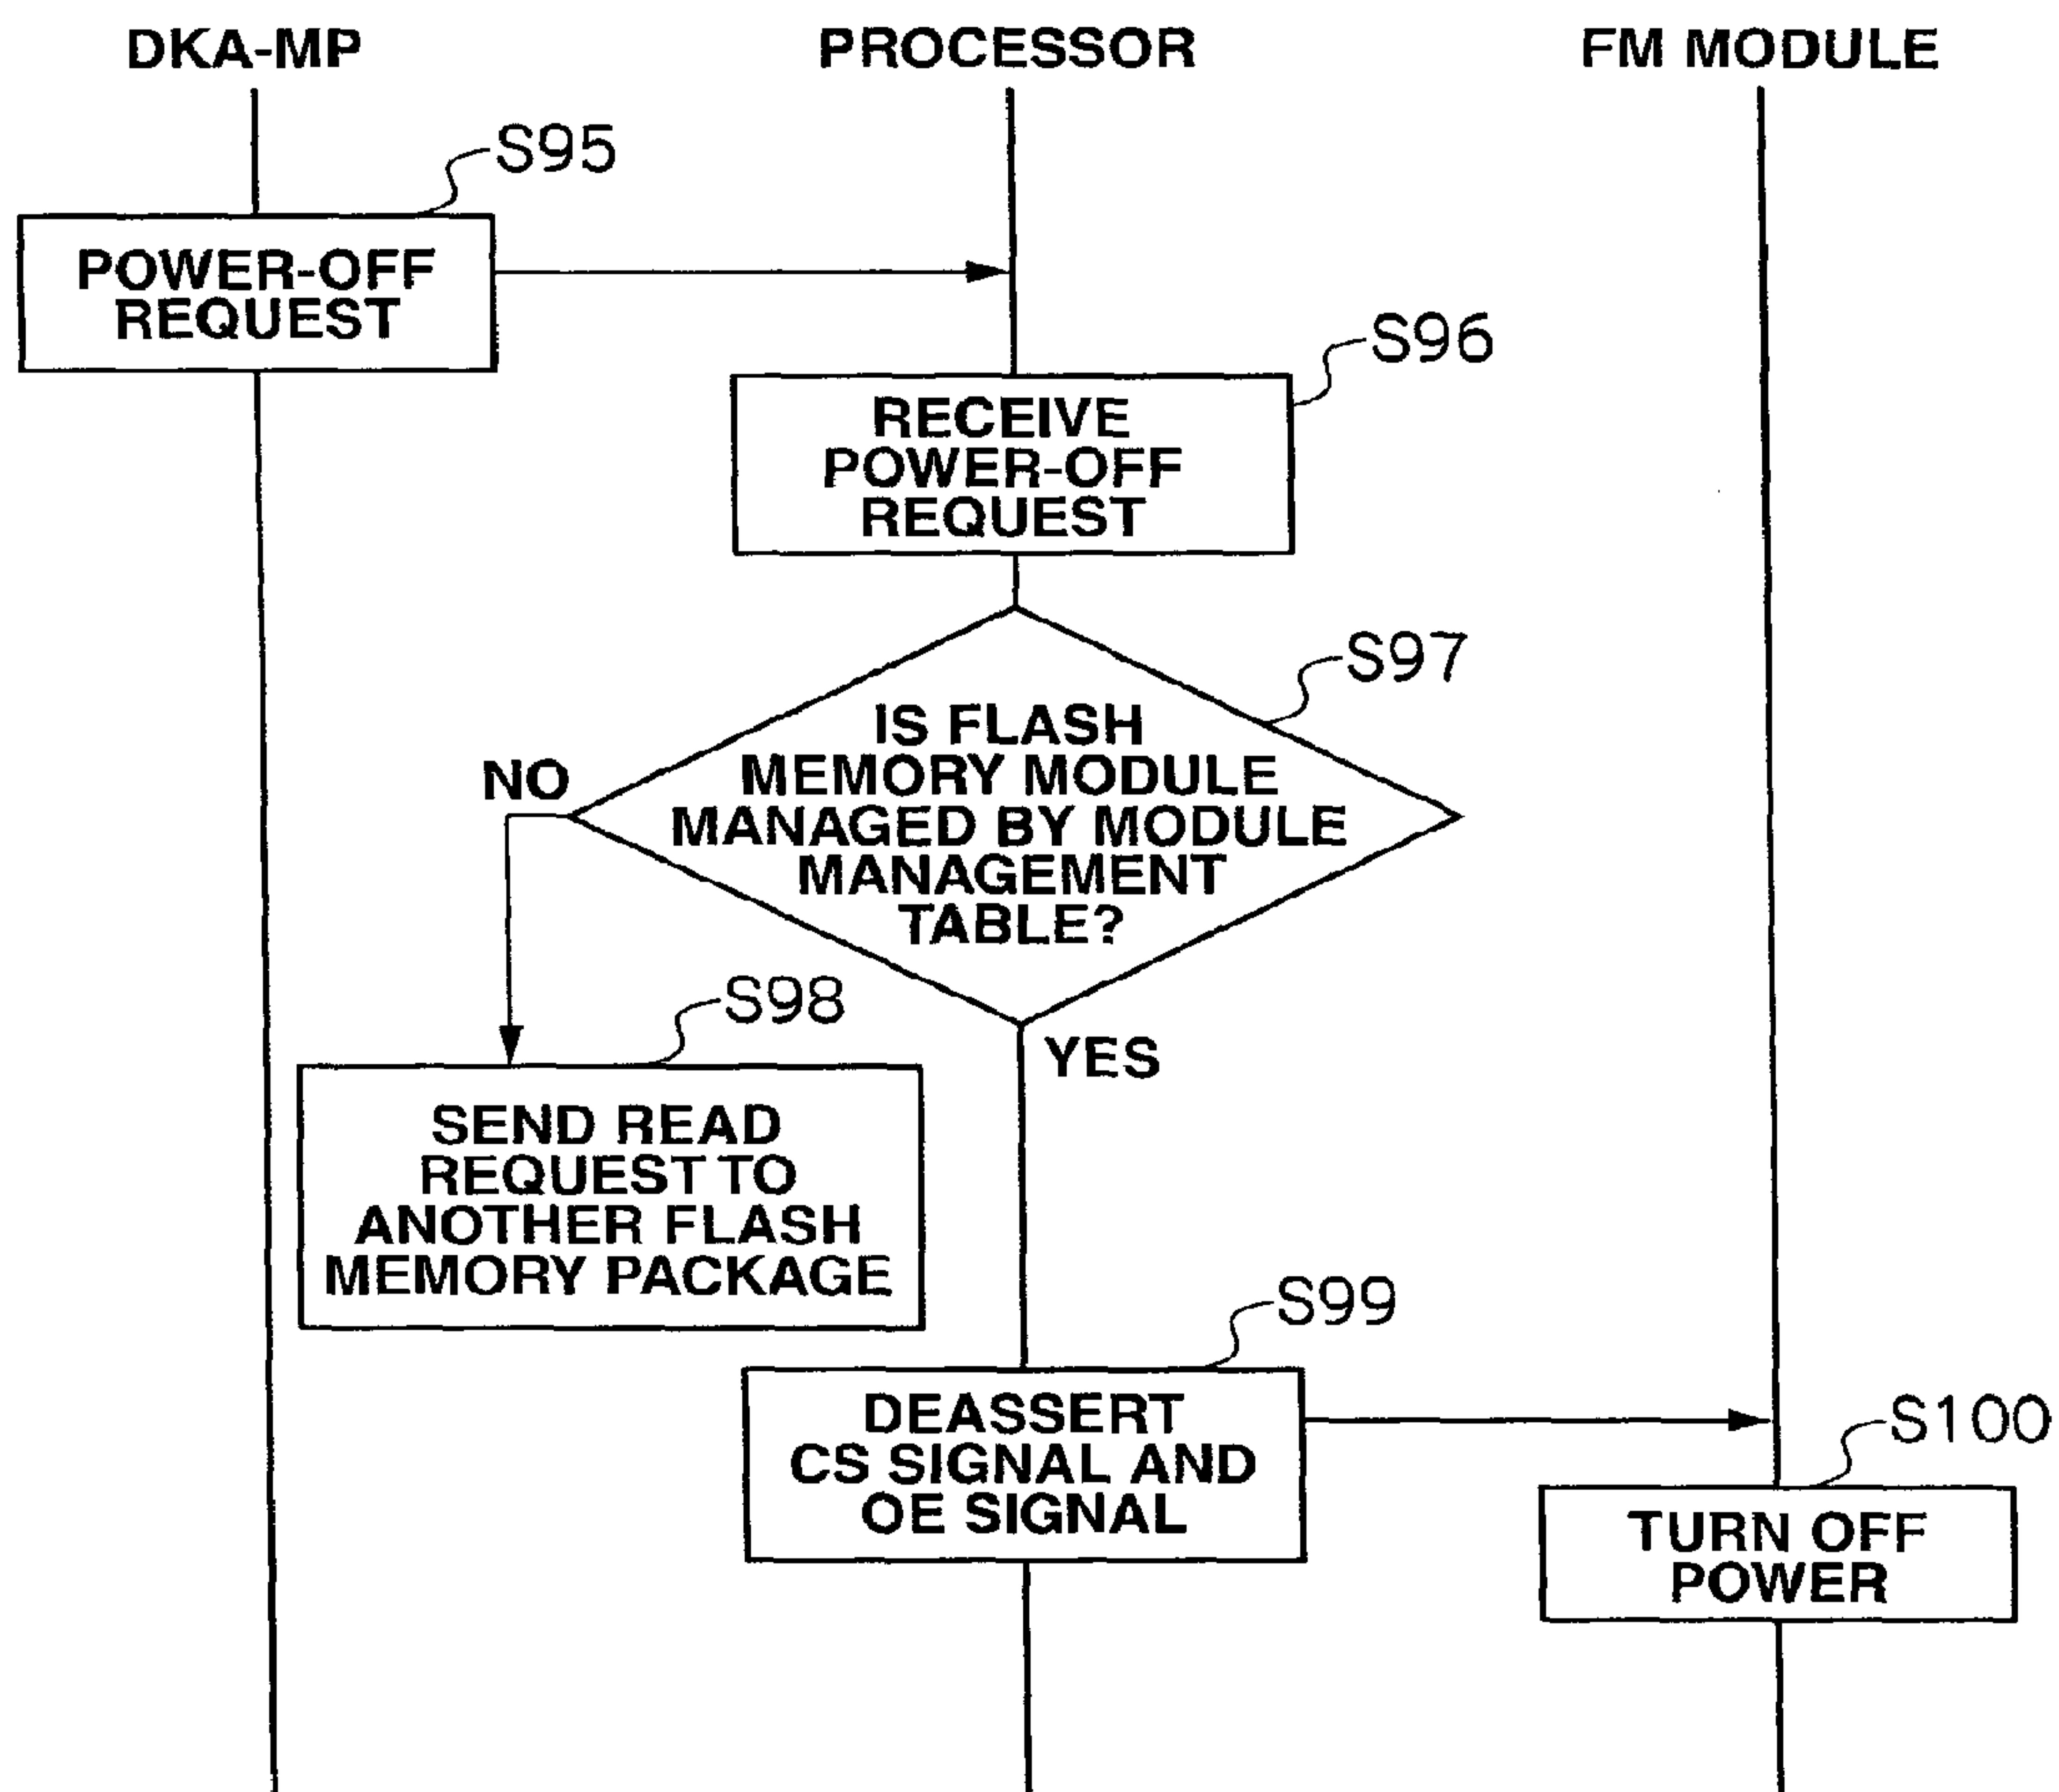 DKA-MP
PROCESSOR
FM MODULE
S95
POWER-OFF
REQUEST
S96
RECEIVE
POWER-OFF
REQUEST
S97
IS FLASH
MEMORY MODULE
MANAGED BY MODULE
MANAGEMENT
TABLE?
NO
YES
S98
SEND READ
REQUEST TO
ANOTHER FLASH
MEMORY PACKAGE
S99
DEASSERT
CS SIGNAL AND
OE SIGNAL
S100
TURN OFF
POWER